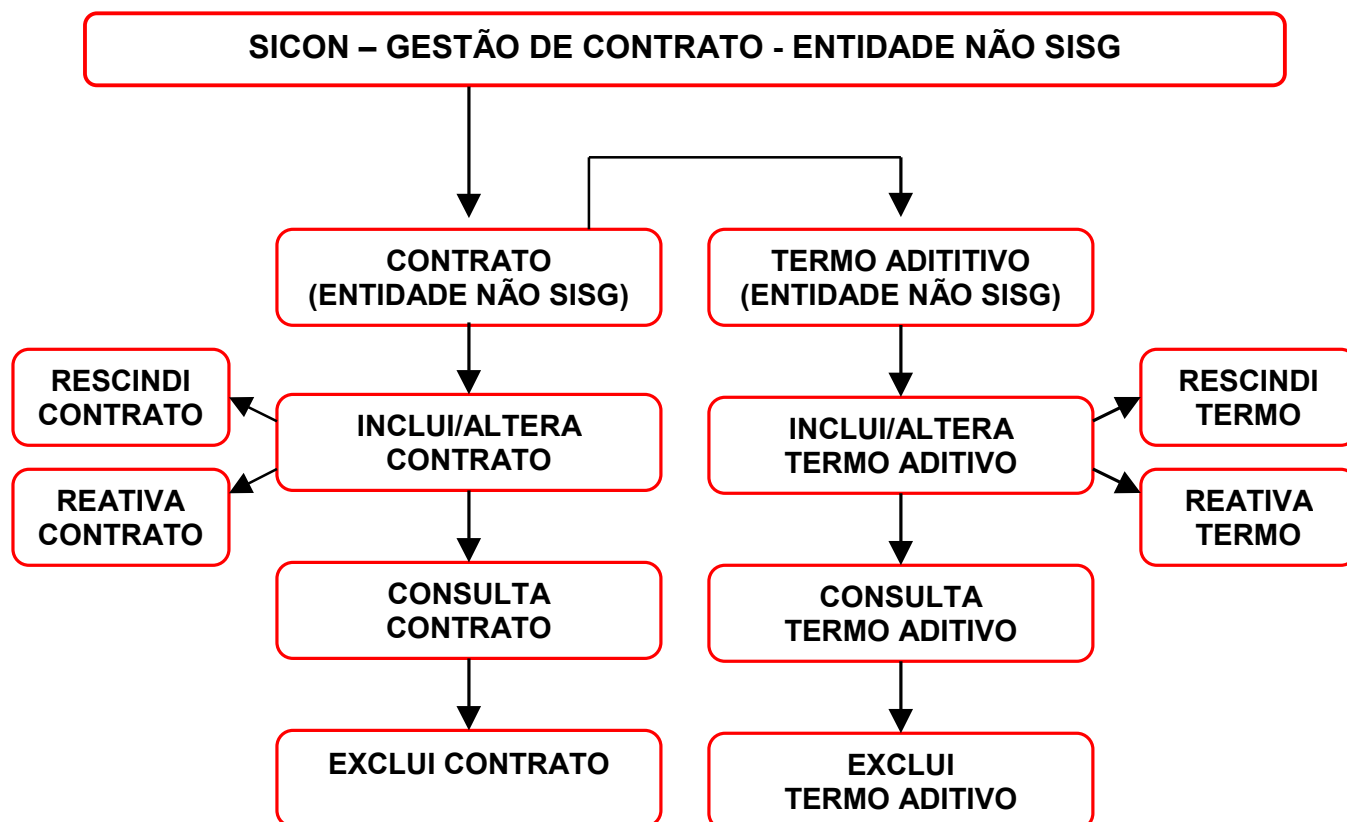 SICON – GESTÃO DE CONTRATO - ENTIDADE NÃO SISG
CONTRATO
(ENTIDADE NÃO SISG)
TERMO ADITITIVO
(ENTIDADE NÃO SISG)
RESCINDI
CONTRATO
INCLUI/ALTERA
CONTRATO
REATIVA
CONTRATO
INCLUI/ALTERA
TERMO ADITIVO
RESCINDI
TERMO
REATIVA
TERMO
CONSULTA
CONTRATO
CONSULTA
TERMO ADITIVO
EXCLUI CONTRATO
EXCLUI
TERMO ADITIVO